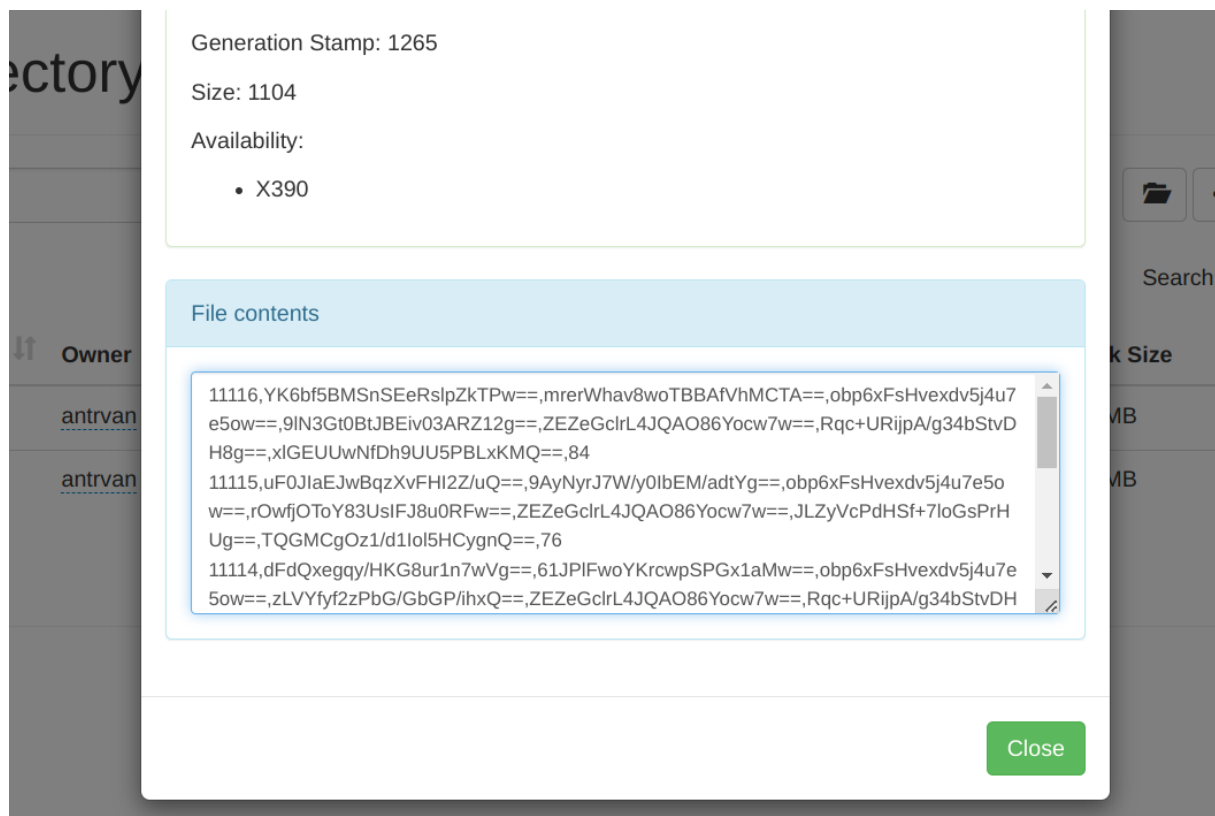 ectory
Generation Stamp: 1265
Size: 1104
Availability:
• X390
Search
File contents
Owner
k Size
11116,YK6bf5BMSnSEeRslpZkTPw==,mrerWhav8woTBBAfVhMCTA==,obp6xFsHvexdv5j4u7
e5ow==,9lN3Gt0BtJBEiv03ARZ12g==,ZEZeGclrL4JQAO86Yocw7w==,Rqc+URijpA/g34bStvD
H8g==,xlGEUUwNfDh9UU5PBLxKMQ==,84
11115,uF0JIaEJwBqzXvFHI2Z/uQ==,9AyNyrJ7W/y0IbEM/adtYg==,obp6xFsHvexdv5j4u7e5o
w==,rOwfjOToY83UsIFJ8u0RFw==,ZEZeGclrL4JQAO86Yocw7w==,JLZyVcPdHSf+7loGsPrH
Ug==,TQGMCgOz1/d1Iol5HCygnQ==,76
11114,dFdQxegqy/HKG8ur1n7wVg==,61JPlFwoYKrcwpSPGx1aMw==,obp6xFsHvexdv5j4u7e
5ow==,zLVYfyf2zPbG/GbGP/ihxQ==,ZEZeGclrL4JQAO86Yocw7w==,Rqc+URijpA/g34bStvDH
antrvan
MB
antrvan
MB
Close